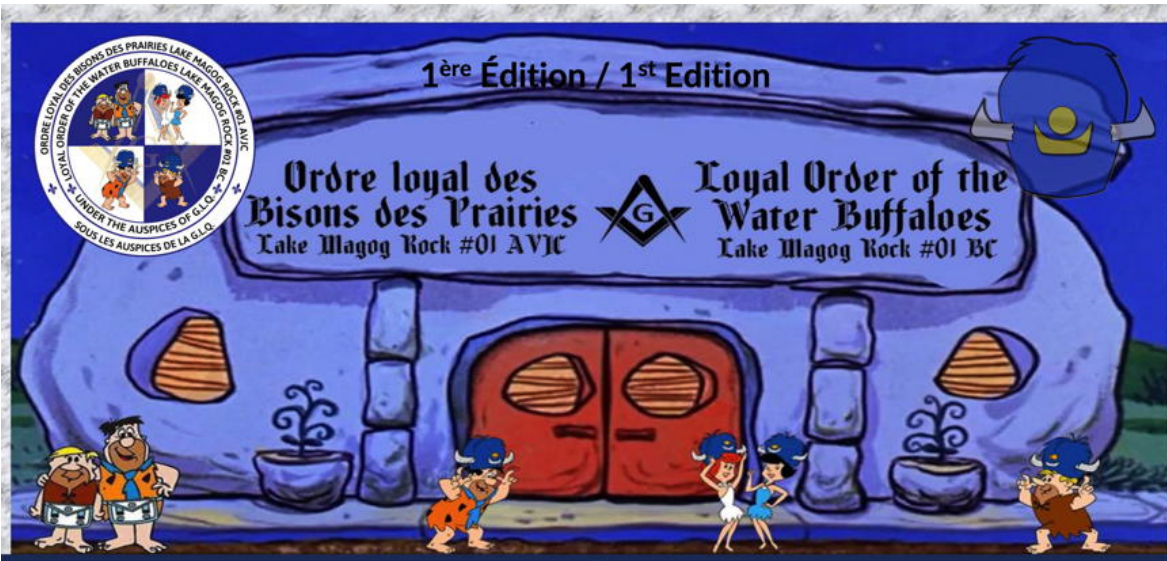 1ère Édition / 1st Edition
ORDRE LOYAL DES BISONS DES PRAIRIES LAKE MAGOG ROCK #01 AVJC
LOYAL ORDER OF THE WATER BUFFALOES LAKE MAGOG ROCK #01 BC
UNDER THE AUSPICES OF G.L.Q.
SOUS LES AUSPICES DE LA G.L.Q.
Ordre loyal des
Bisons des Prairies
Lake Magog Rock #01 AVJC
G
Loyal Order of the
Water Buffaloes
Lake Magog Rock #01 BC